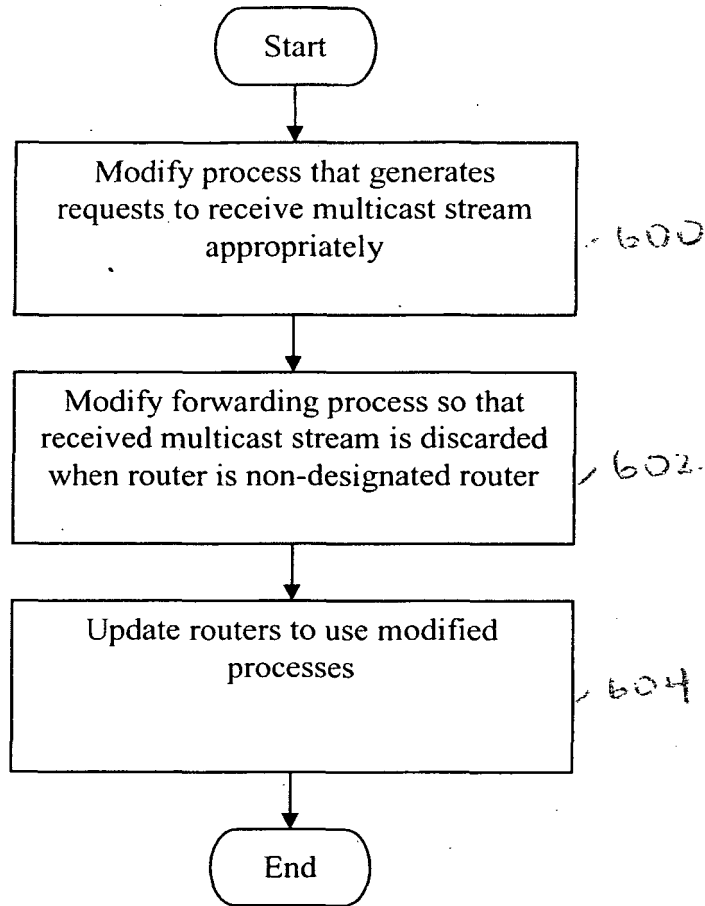 Start
Modify process that generates
requests to receive multicast stream
appropriately
600
Modify forwarding process so that
received multicast stream is discarded
when router is non-designated router
602
Update routers to use modified
processes
604
End